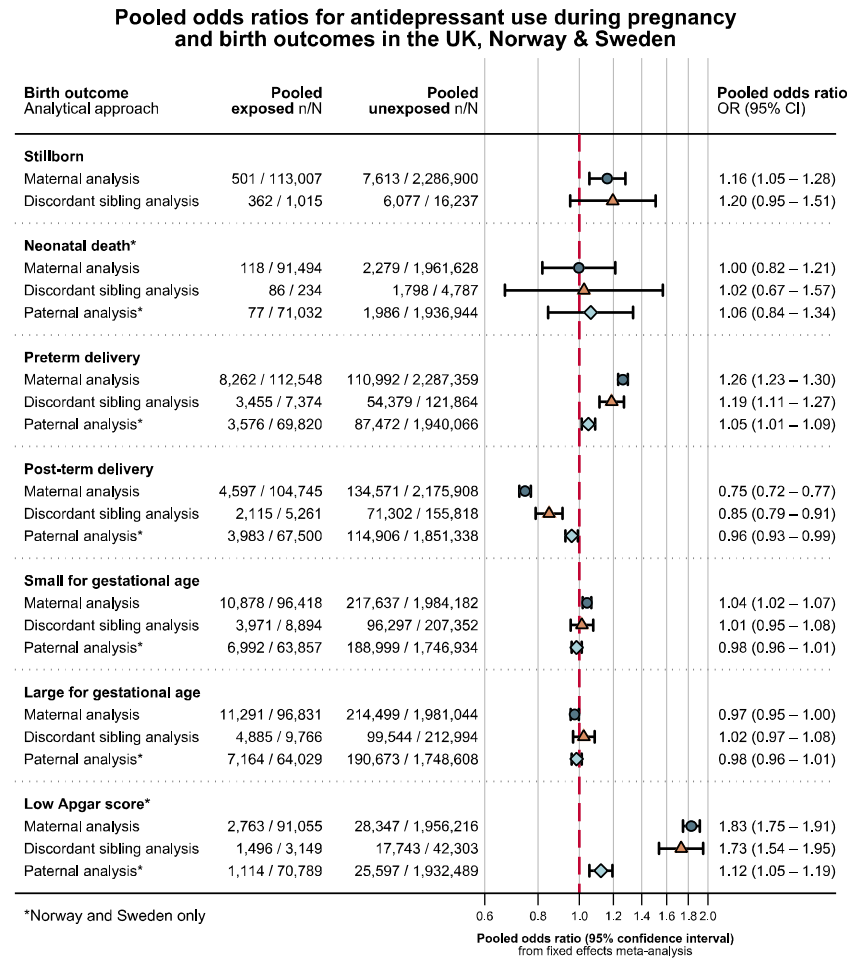 Pooled odds ratios for antidepressant use during pregnancy
and birth outcomes in the UK, Norway & Sweden
Birth outcome Pooled Pooled Pooled odds ratio
Analytical approach exposed n/N unexposed n/N OR (95% CI)
Stillborn
Maternal analysis 501 / 113,007 7,613 / 2,286,900 1.16 (1.05 – 1.28)
Discordant sibling analysis 362 / 1,015 6,077 / 16,237 1.20 (0.95 – 1.51)
Neonatal death*
Maternal analysis 118 / 91,494 2,279 / 1,961,628 1.00 (0.82 – 1.21)
Discordant sibling analysis 86 / 234 1,798 / 4,787 1.02 (0.67 – 1.57)
Paternal analysis* 77 / 71,032 1,986 / 1,936,944 1.06 (0.84 – 1.34)
Preterm delivery
Maternal analysis 8,262 / 112,548 110,992 / 2,287,359 1.26 (1.23 – 1.30)
Discordant sibling analysis 3,455 / 7,374 54,379 / 121,864 1.19 (1.11 – 1.27)
Paternal analysis* 3,576 / 69,820 87,472 / 1,940,066 1.05 (1.01 – 1.09)
Post-term delivery
Maternal analysis 4,597 / 104,745 134,571 / 2,175,908 0.75 (0.72 – 0.77)
Discordant sibling analysis 2,115 / 5,261 71,302 / 155,818 0.85 (0.79 – 0.91)
Paternal analysis* 3,983 / 67,500 114,906 / 1,851,338 0.96 (0.93 – 0.99)
Small for gestational age
Maternal analysis 10,878 / 96,418 217,637 / 1,984,182 1.04 (1.02 – 1.07)
Discordant sibling analysis 3,971 / 8,894 96,297 / 207,352 1.01 (0.95 – 1.08)
Paternal analysis* 6,992 / 63,857 188,999 / 1,746,934 0.98 (0.96 – 1.01)
Large for gestational age
Maternal analysis 11,291 / 96,831 214,499 / 1,981,044 0.97 (0.95 – 1.00)
Discordant sibling analysis 4,885 / 9,766 99,544 / 212,994 1.02 (0.97 – 1.08)
Paternal analysis* 7,164 / 64,029 190,673 / 1,748,608 0.98 (0.96 – 1.01)
Low Apgar score*
Maternal analysis 2,763 / 91,055 28,347 / 1,956,216 1.83 (1.75 – 1.91)
Discordant sibling analysis 1,496 / 3,149 17,743 / 42,303 1.73 (1.54 – 1.95)
Paternal analysis* 1,114 / 70,789 25,597 / 1,932,489 1.12 (1.05 – 1.19)
*Norway and Sweden only 0.6 0.8 1.0 1.2 1.4 1.6 1.8 2.0
Pooled odds ratio (95% confidence interval)
from fixed effects meta-analysis